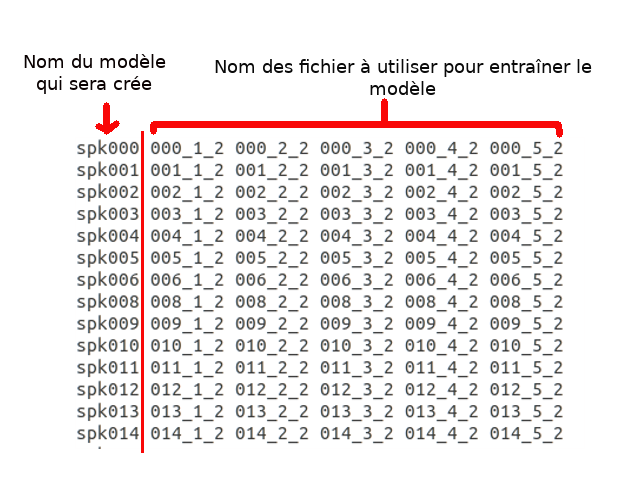 Nom du modèle
qui sera crée
Nom des fichier à utiliser pour entraîner le
modèle
spk000 000_1_2 000_2_2 000_3_2 000_4_2 000_5_2
spk001 001_1_2 001_2_2 001_3_2 001_4_2 001_5_2
spk002 002_1_2 002_2_2 002_3_2 002_4_2 002_5_2
spk003 003_1_2 003_2_2 003_3_2 003_4_2 003_5_2
spk004 004_1_2 004_2_2 004_3_2 004_4_2 004_5_2
spk005 005_1_2 005_2_2 005_3_2 005_4_2 005_5_2
spk006 006_1_2 006_2_2 006_3_2 006_4_2 006_5_2
spk008 008_1_2 008_2_2 008_3_2 008_4_2 008_5_2
spk009 009_1_2 009_2_2 009_3_2 009_4_2 009_5_2
spk010 010_1_2 010_2_2 010_3_2 010_4_2 010_5_2
spk011 011_1_2 011_2_2 011_3_2 011_4_2 011_5_2
spk012 012_1_2 012_2_2 012_3_2 012_4_2 012_5_2
spk013 013_1_2 013_2_2 013_3_2 013_4_2 013_5_2
spk014 014_1_2 014_2_2 014_3_2 014_4_2 014_5_2